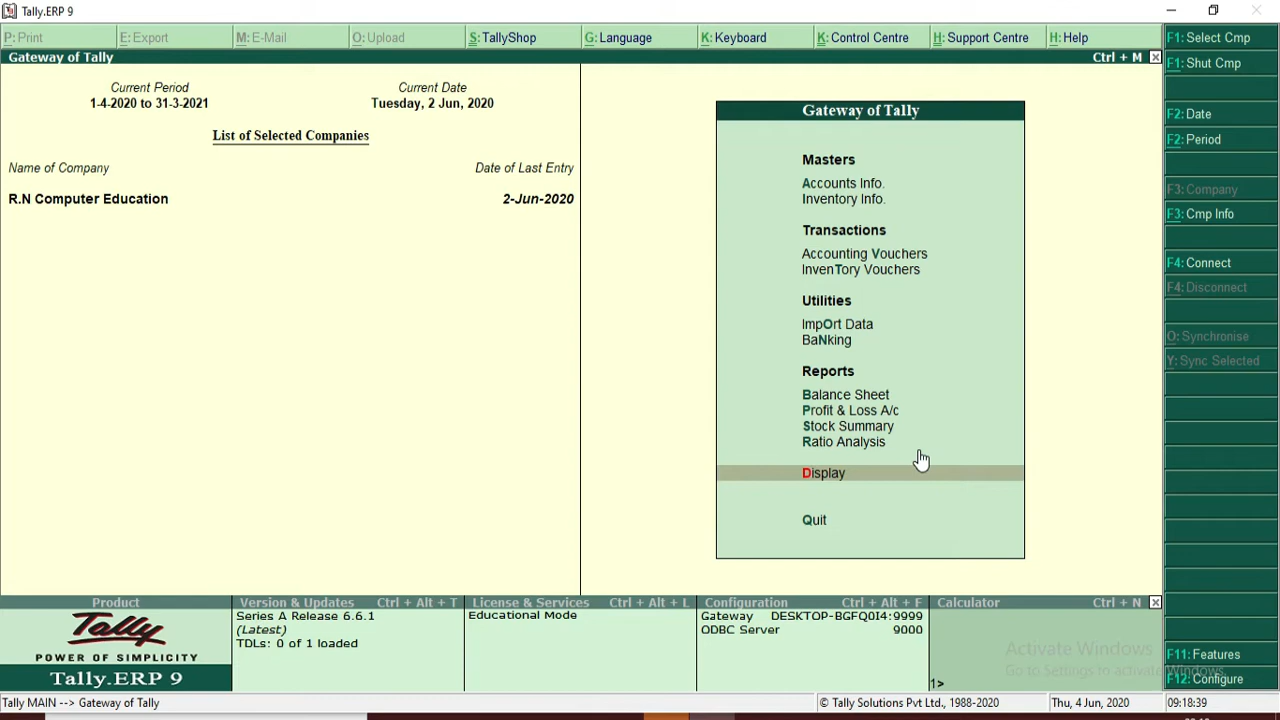 Tally.ERP 9
P: Print
E: Export
M: E-Mail
O: Upload
S: TallyShop
G: Language
K: Keyboard
K: Control Centre
H: Support Centre
H: Help
Gateway of Tally
Ctrl + M
Current Period
1-4-2020 to 31-3-2021
Current Date
Tuesday, 2 Jun, 2020
List of Selected Companies
Name of Company
Date of Last Entry
R.N Computer Education
2-Jun-2020
Gateway of Tally
Masters
Accounts Info.
Inventory Info.
Transactions
Accounting Vouchers
InvenTory Vouchers
Utilities
ImpOrt Data
BaNking
Reports
Balance Sheet
Profit & Loss A/c
Stock Summary
Ratio Analysis
Display
Quit
F1: Select Cmp
F1: Shut Cmp
F2: Date
F2: Period
F3: Company
F3: Cmp Info
F4: Connect
F4: Disconnect
O: Synchronise
Y: Sync Selected
F11: Features
F12: Configure
Product
Tally
POWER OF SIMPLICITY
Tally.ERP 9
Version & Updates
Ctrl + Alt + T
Series A Release 6.6.1
(Latest)
TDLs: 0 of 1 loaded
License & Services
Ctrl + Alt + L
Educational Mode
Configuration
Ctrl + Alt + F
Gateway DESKTOP-BGFQ0I4:9999
ODBC Server 9000
Calculator
Ctrl + N
1>
Activate Windows
Go to Settings to activate Windows.
Tally MAIN --> Gateway of Tally
© Tally Solutions Pvt Ltd., 1988-2020
Thu, 4 Jun, 2020
09:18:39